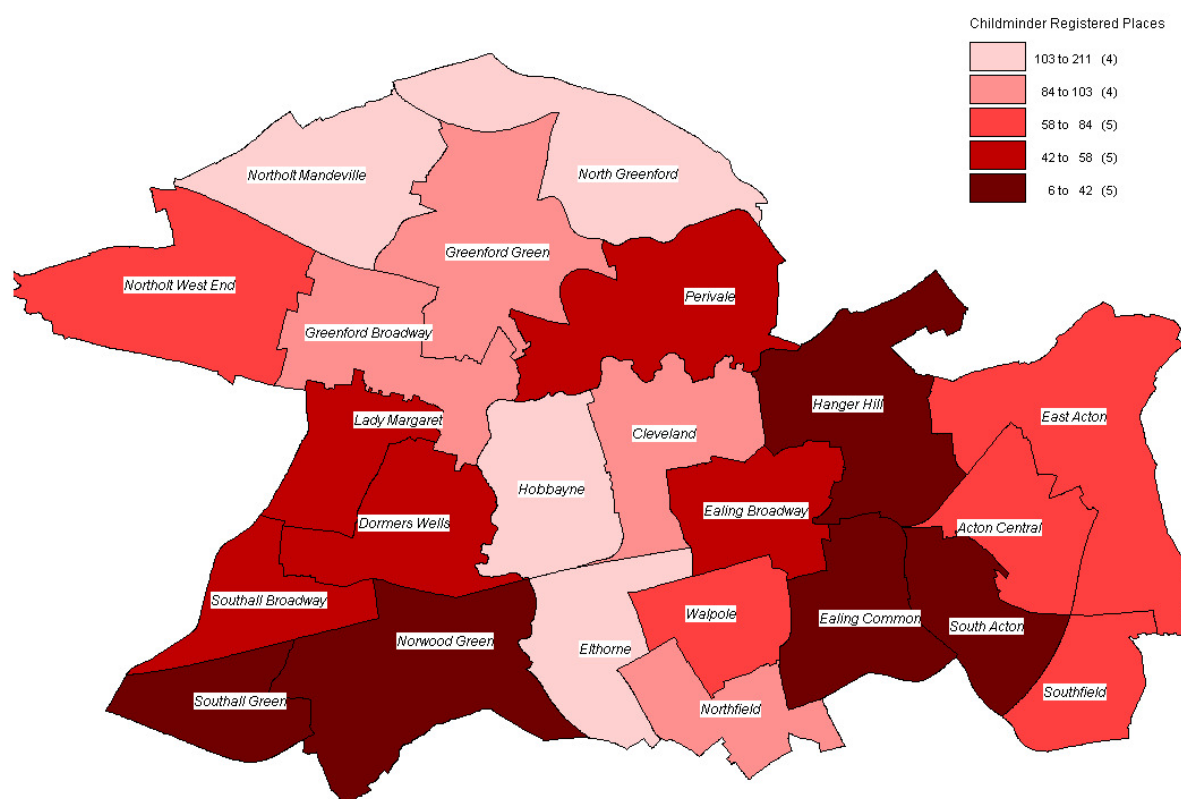 Childminder Registered Places
103 to 211 (4)
84 to 103 (4)
58 to 84 (5)
42 to 58 (5)
6 to 42 (5)
Northolt Mandeville
North Greenford
Greenford Green
Northolt West End
Perivale
Greenford Broadway
Hanger Hill
East Acton
Lady Margaret
Cleveland
Hobbayne
Ealing Broadway
Dormers Wells
Acton Central
Southall Broadway
Walpole
Ealing Common
South Acton
Norwood Green
Elthorne
Southall Green
Southfield
Northfield